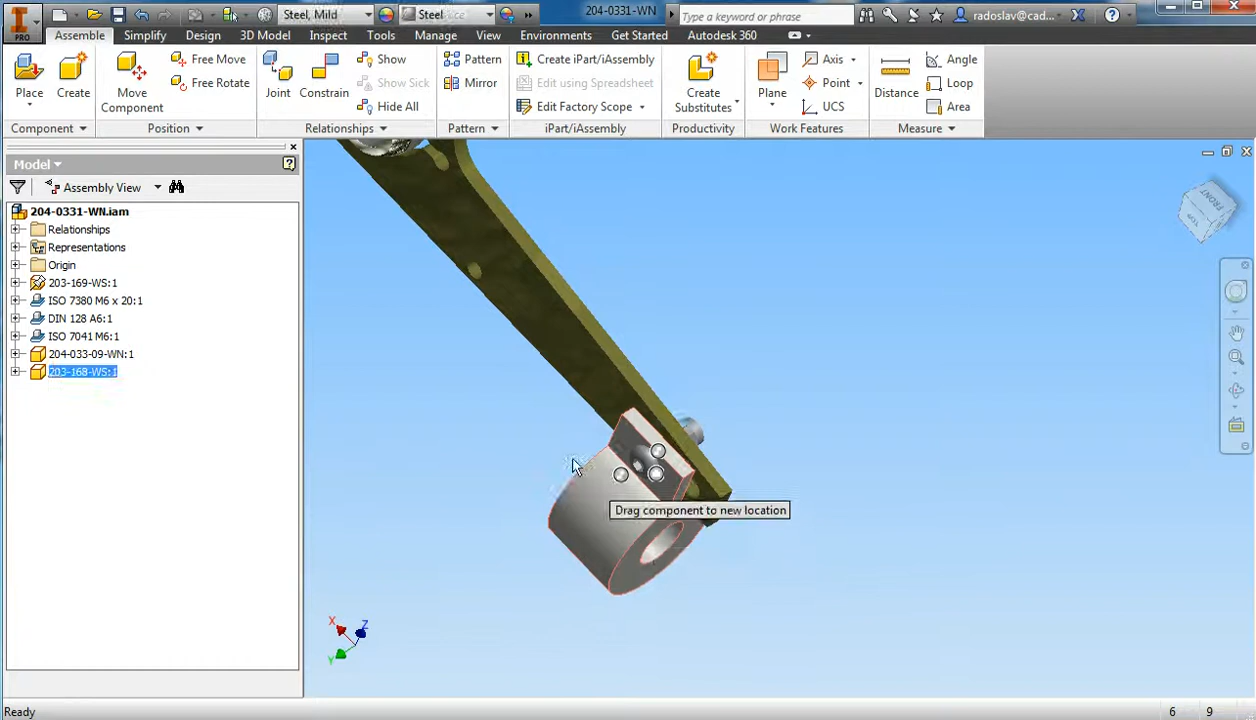 Steel, Mild
Steel
204-0331-WN
Type a keyword or phrase
radoslav@cad...
PRO
Assemble Simplify Design 3D Model Inspect Tools Manage View Environments Get Started Autodesk 360
Place
Create
Move Component
Free Move
Free Rotate
Joint
Constrain
Show
Show Sick
Hide All
Pattern
Mirror
Create iPart/iAssembly
Edit using Spreadsheet
Edit Factory Scope
Create Substitutes
Plane
Axis
Point
UCS
Distance
Angle
Loop
Area
Component Position Relationships Pattern iPart/iAssembly Productivity Work Features Measure
Model
Assembly View
204-0331-WN.iam
Relationships
Representations
Origin
203-169-WS:1
ISO 7380 M6 x 20:1
DIN 128 A6:1
ISO 7041 M6:1
204-033-09-WN:1
203-168-WS:1
FRONT
TOP
Drag component to new location
X
Z
Y
Ready
6 9